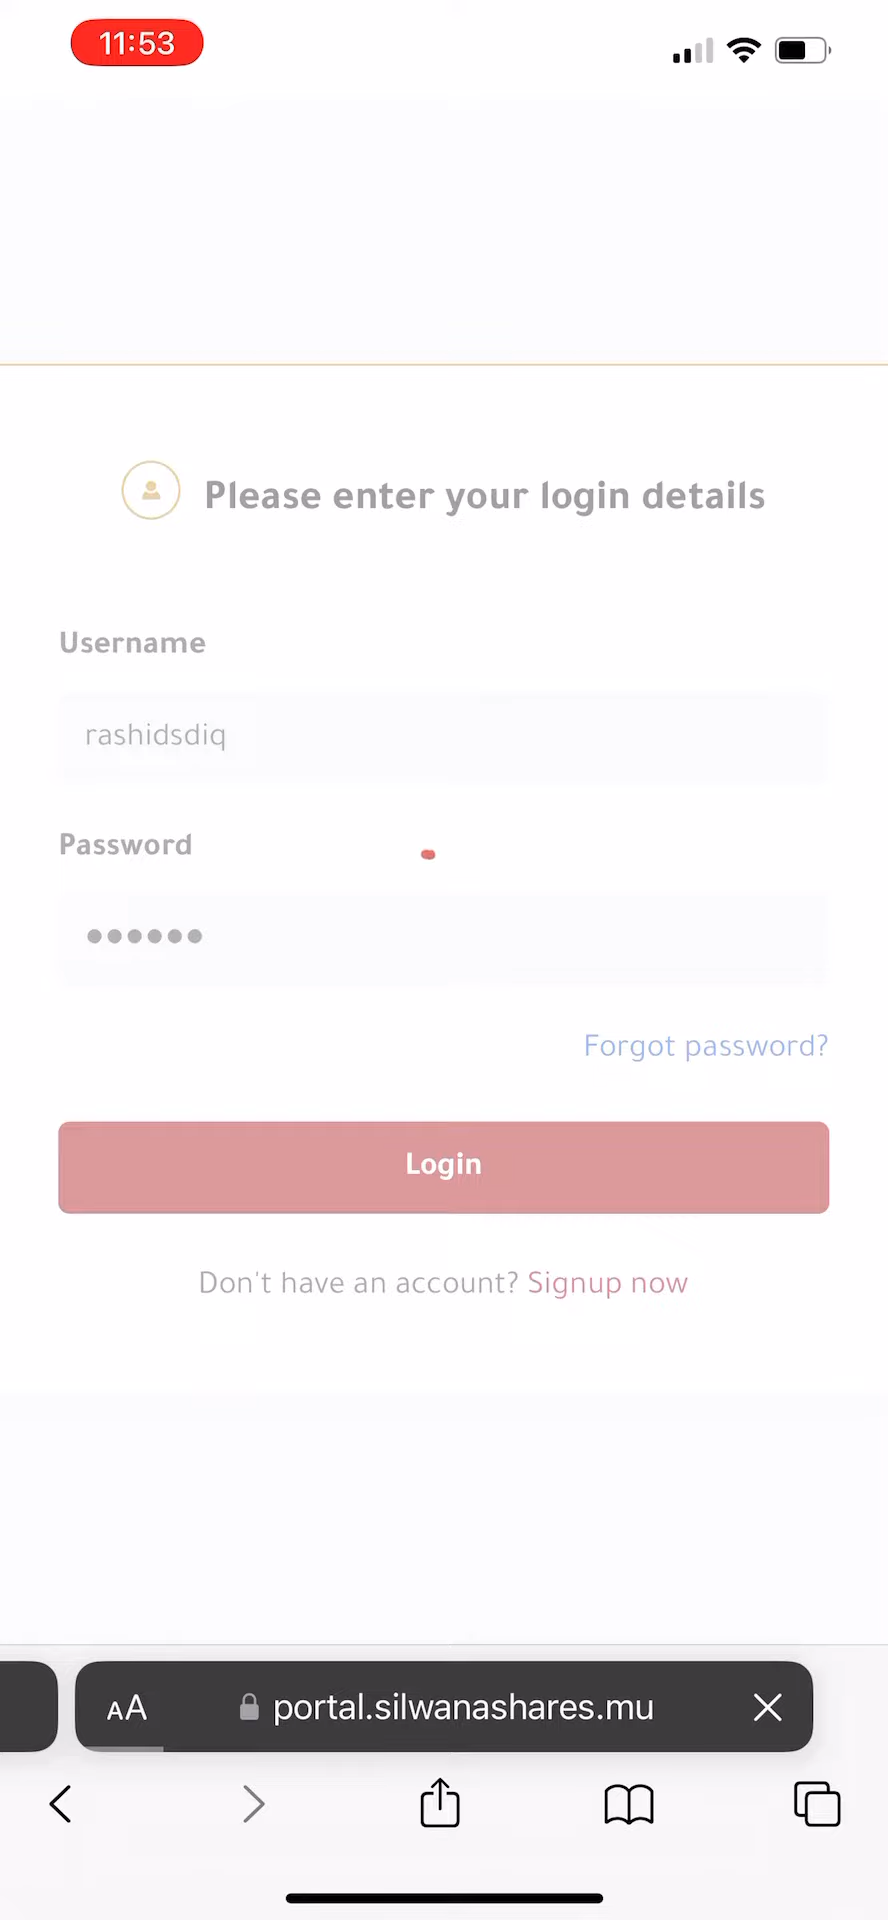 11:53
Please enter your login details
Username
rashidsdiq
Password
••••••
Forgot password?
Login
Don't have an account? Signup now
AA portal.silwanashares.mu